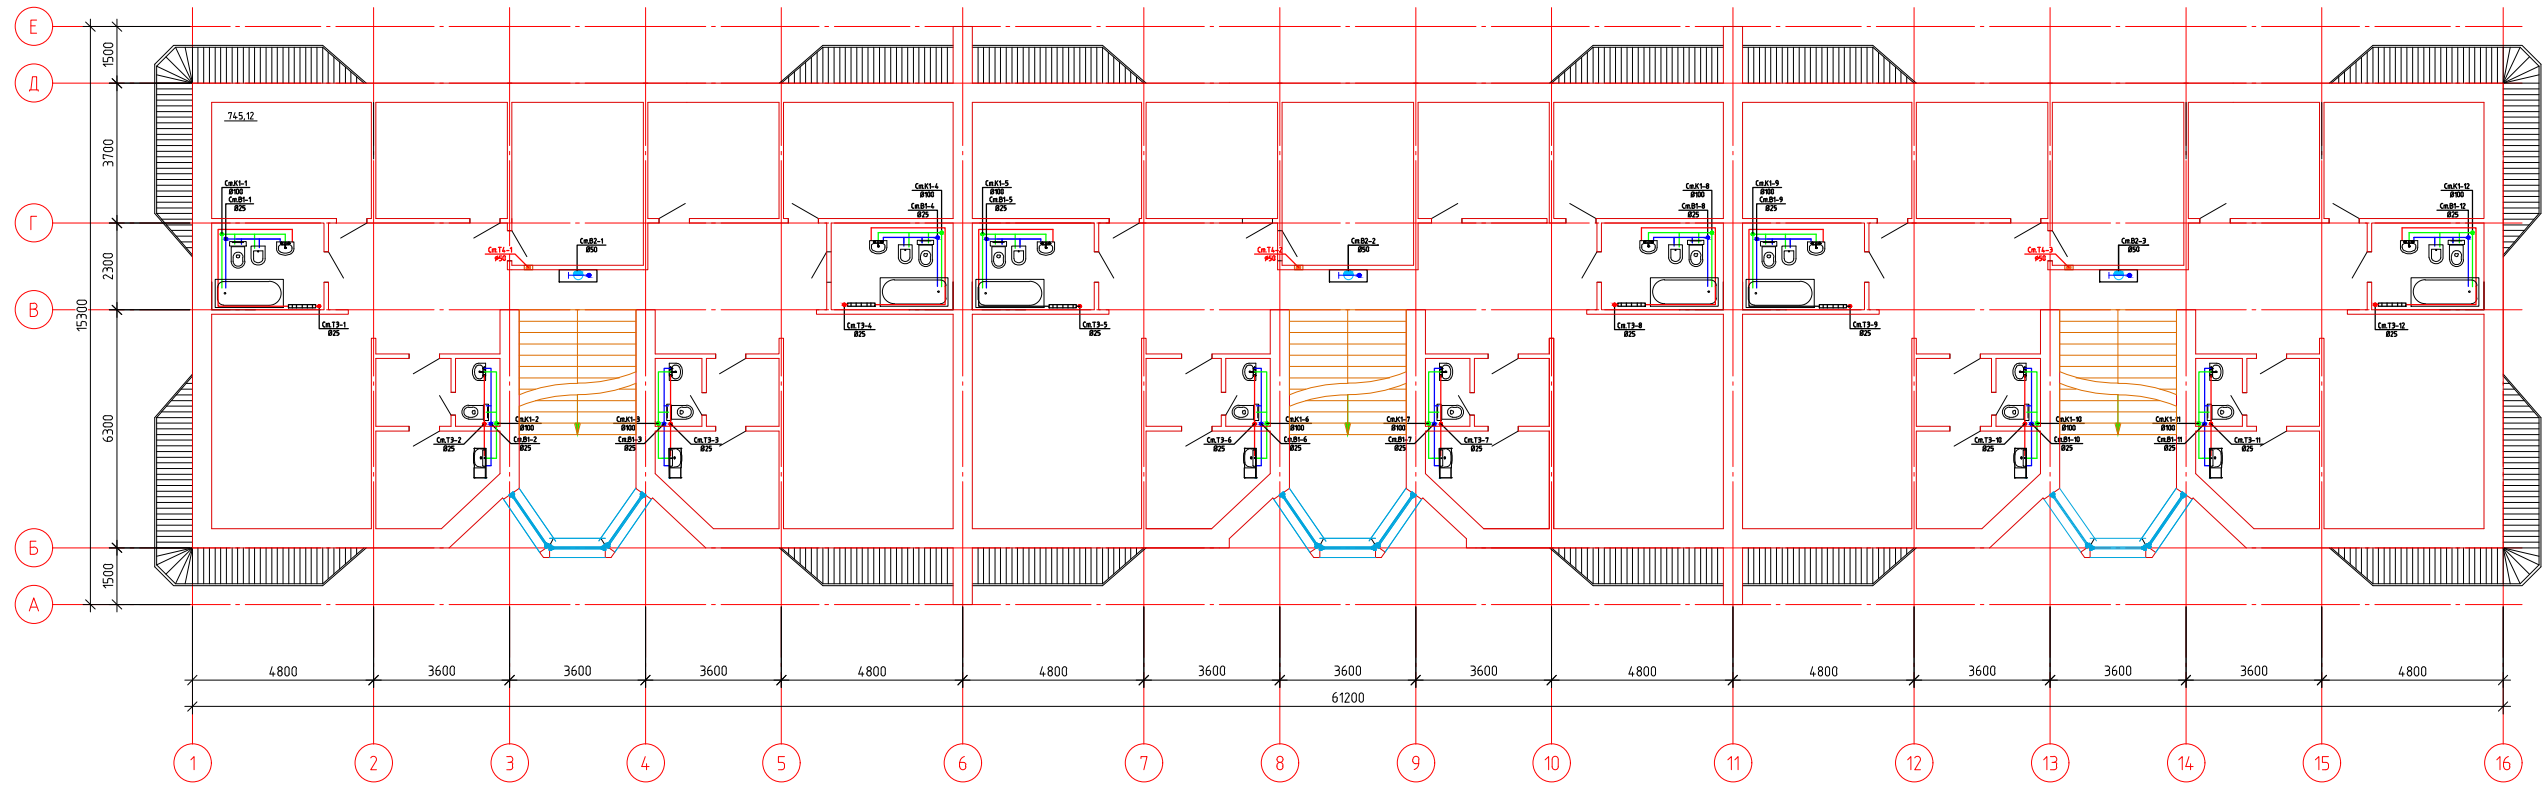 Е
1500
Д
745,12
3700
Ст.К1-1
Ø100
Ст.В1-1
Ø25
Ст.К1-4
Ø100
Ст.В1-4
Ø25
Ст.К1-5
Ø100
Ст.В1-5
Ø25
Ст.К1-8
Ø100
Ст.В1-8
Ø25
Ст.К1-9
Ø100
Ст.В1-9
Ø25
Ст.К1-12
Ø100
Ст.В1-12
Ø25
Г
2300
Ст.Т4-1
Ø50
Ст.В2-1
Ø50
Ст.Т4-2
Ø50
Ст.В2-2
Ø50
Ст.Т4-3
Ø50
Ст.В2-3
Ø50
В
15300
Ст.Т3-1
Ø25
Ст.Т3-4
Ø25
Ст.Т3-5
Ø25
Ст.Т3-8
Ø25
Ст.Т3-9
Ø25
Ст.Т3-12
Ø25
6300
Ст.К1-2
Ø100
Ст.К1-3
Ø100
Ст.Т3-2
Ø25
Ст.В1-2
Ø25
Ст.В1-3
Ø25
Ст.Т3-3
Ø25
Ст.К1-6
Ø100
Ст.К1-7
Ø100
Ст.Т3-6
Ø25
Ст.В1-6
Ø25
Ст.В1-7
Ø25
Ст.Т3-7
Ø25
Ст.К1-10
Ø100
Ст.К1-11
Ø100
Ст.Т3-10
Ø25
Ст.В1-10
Ø25
Ст.В1-11
Ø25
Ст.Т3-11
Ø25
Б
1500
А
4800 3600 3600 3600 4800 4800 3600 3600 3600 4800 4800 3600 3600 3600 4800
61200
1 2 3 4 5 6 7 8 9 10 11 12 13 14 15 16